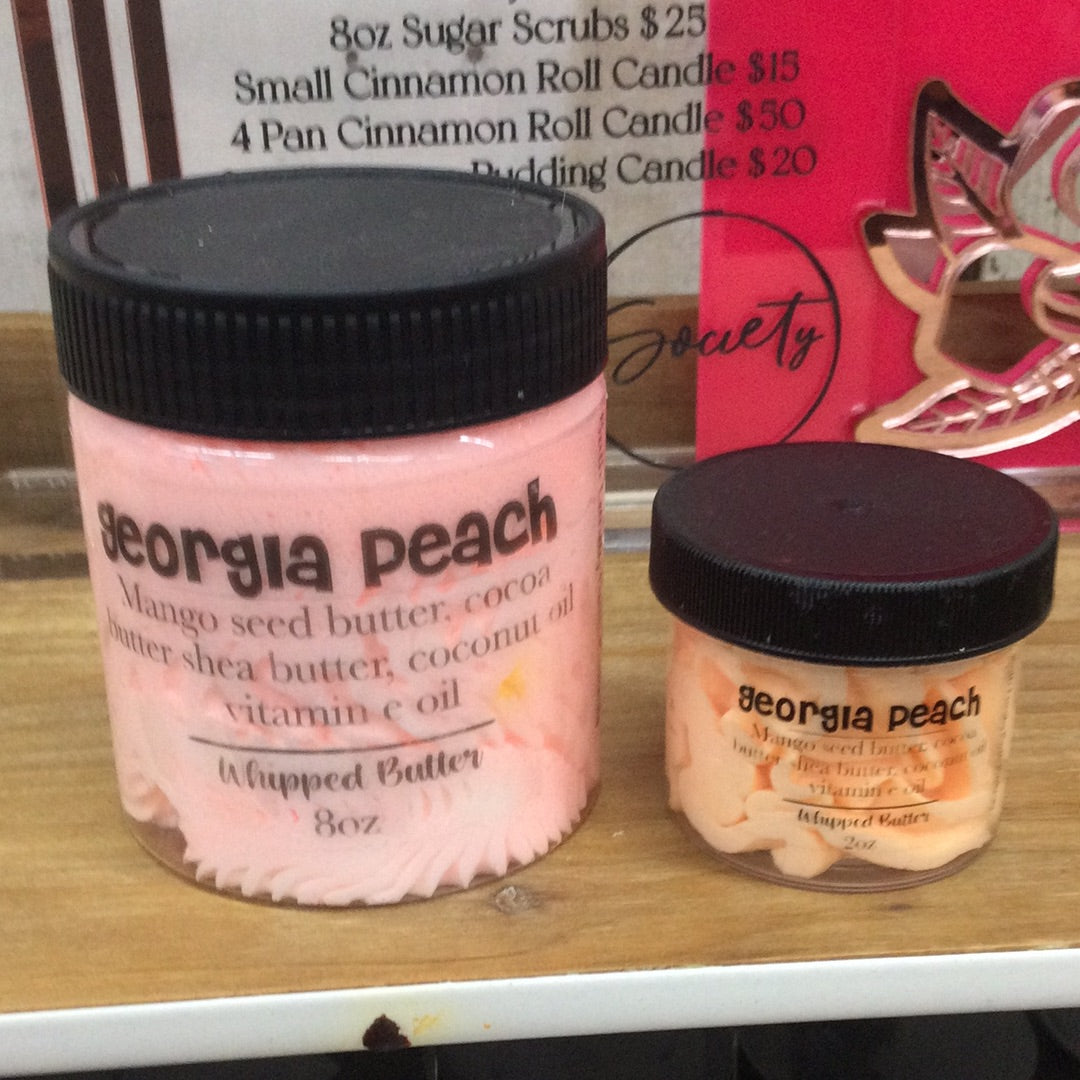 8oz Sugar Scrubs $25
Small Cinnamon Roll Candle $15
4 Pan Cinnamon Roll Candle $50
Pudding Candle $20
Society
georgia peach
Mango seed butter, cocoa
butter shea butter, coconut oil
vitamin e oil
Whipped Butter
8oz
georgia peach
Mango seed butter, cocoa
butter shea butter, coconut oil
vitamin e oil
Whipped Butter
2oz